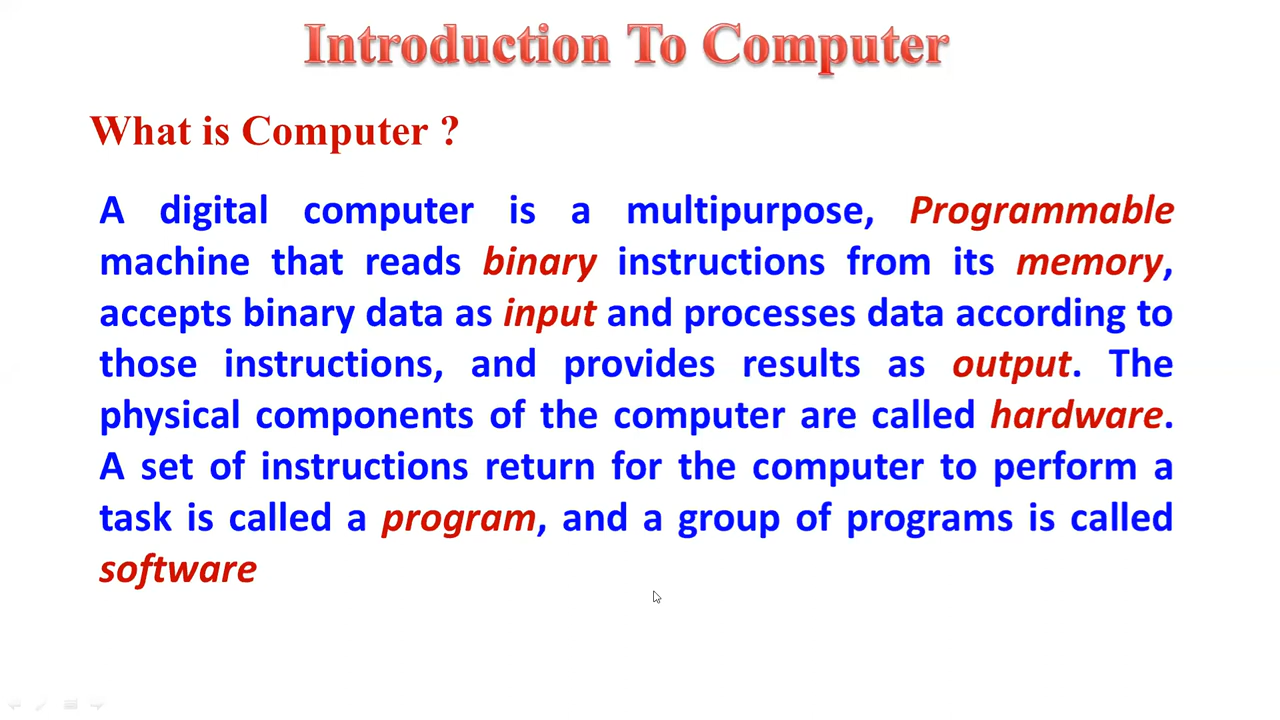 Introduction To Computer
What is Computer ?
A digital computer is a multipurpose, Programmable
machine that reads binary instructions from its memory,
accepts binary data as input and processes data according to
those instructions, and provides results as output. The
physical components of the computer are called hardware.
A set of instructions return for the computer to perform a
task is called a program, and a group of programs is called
software